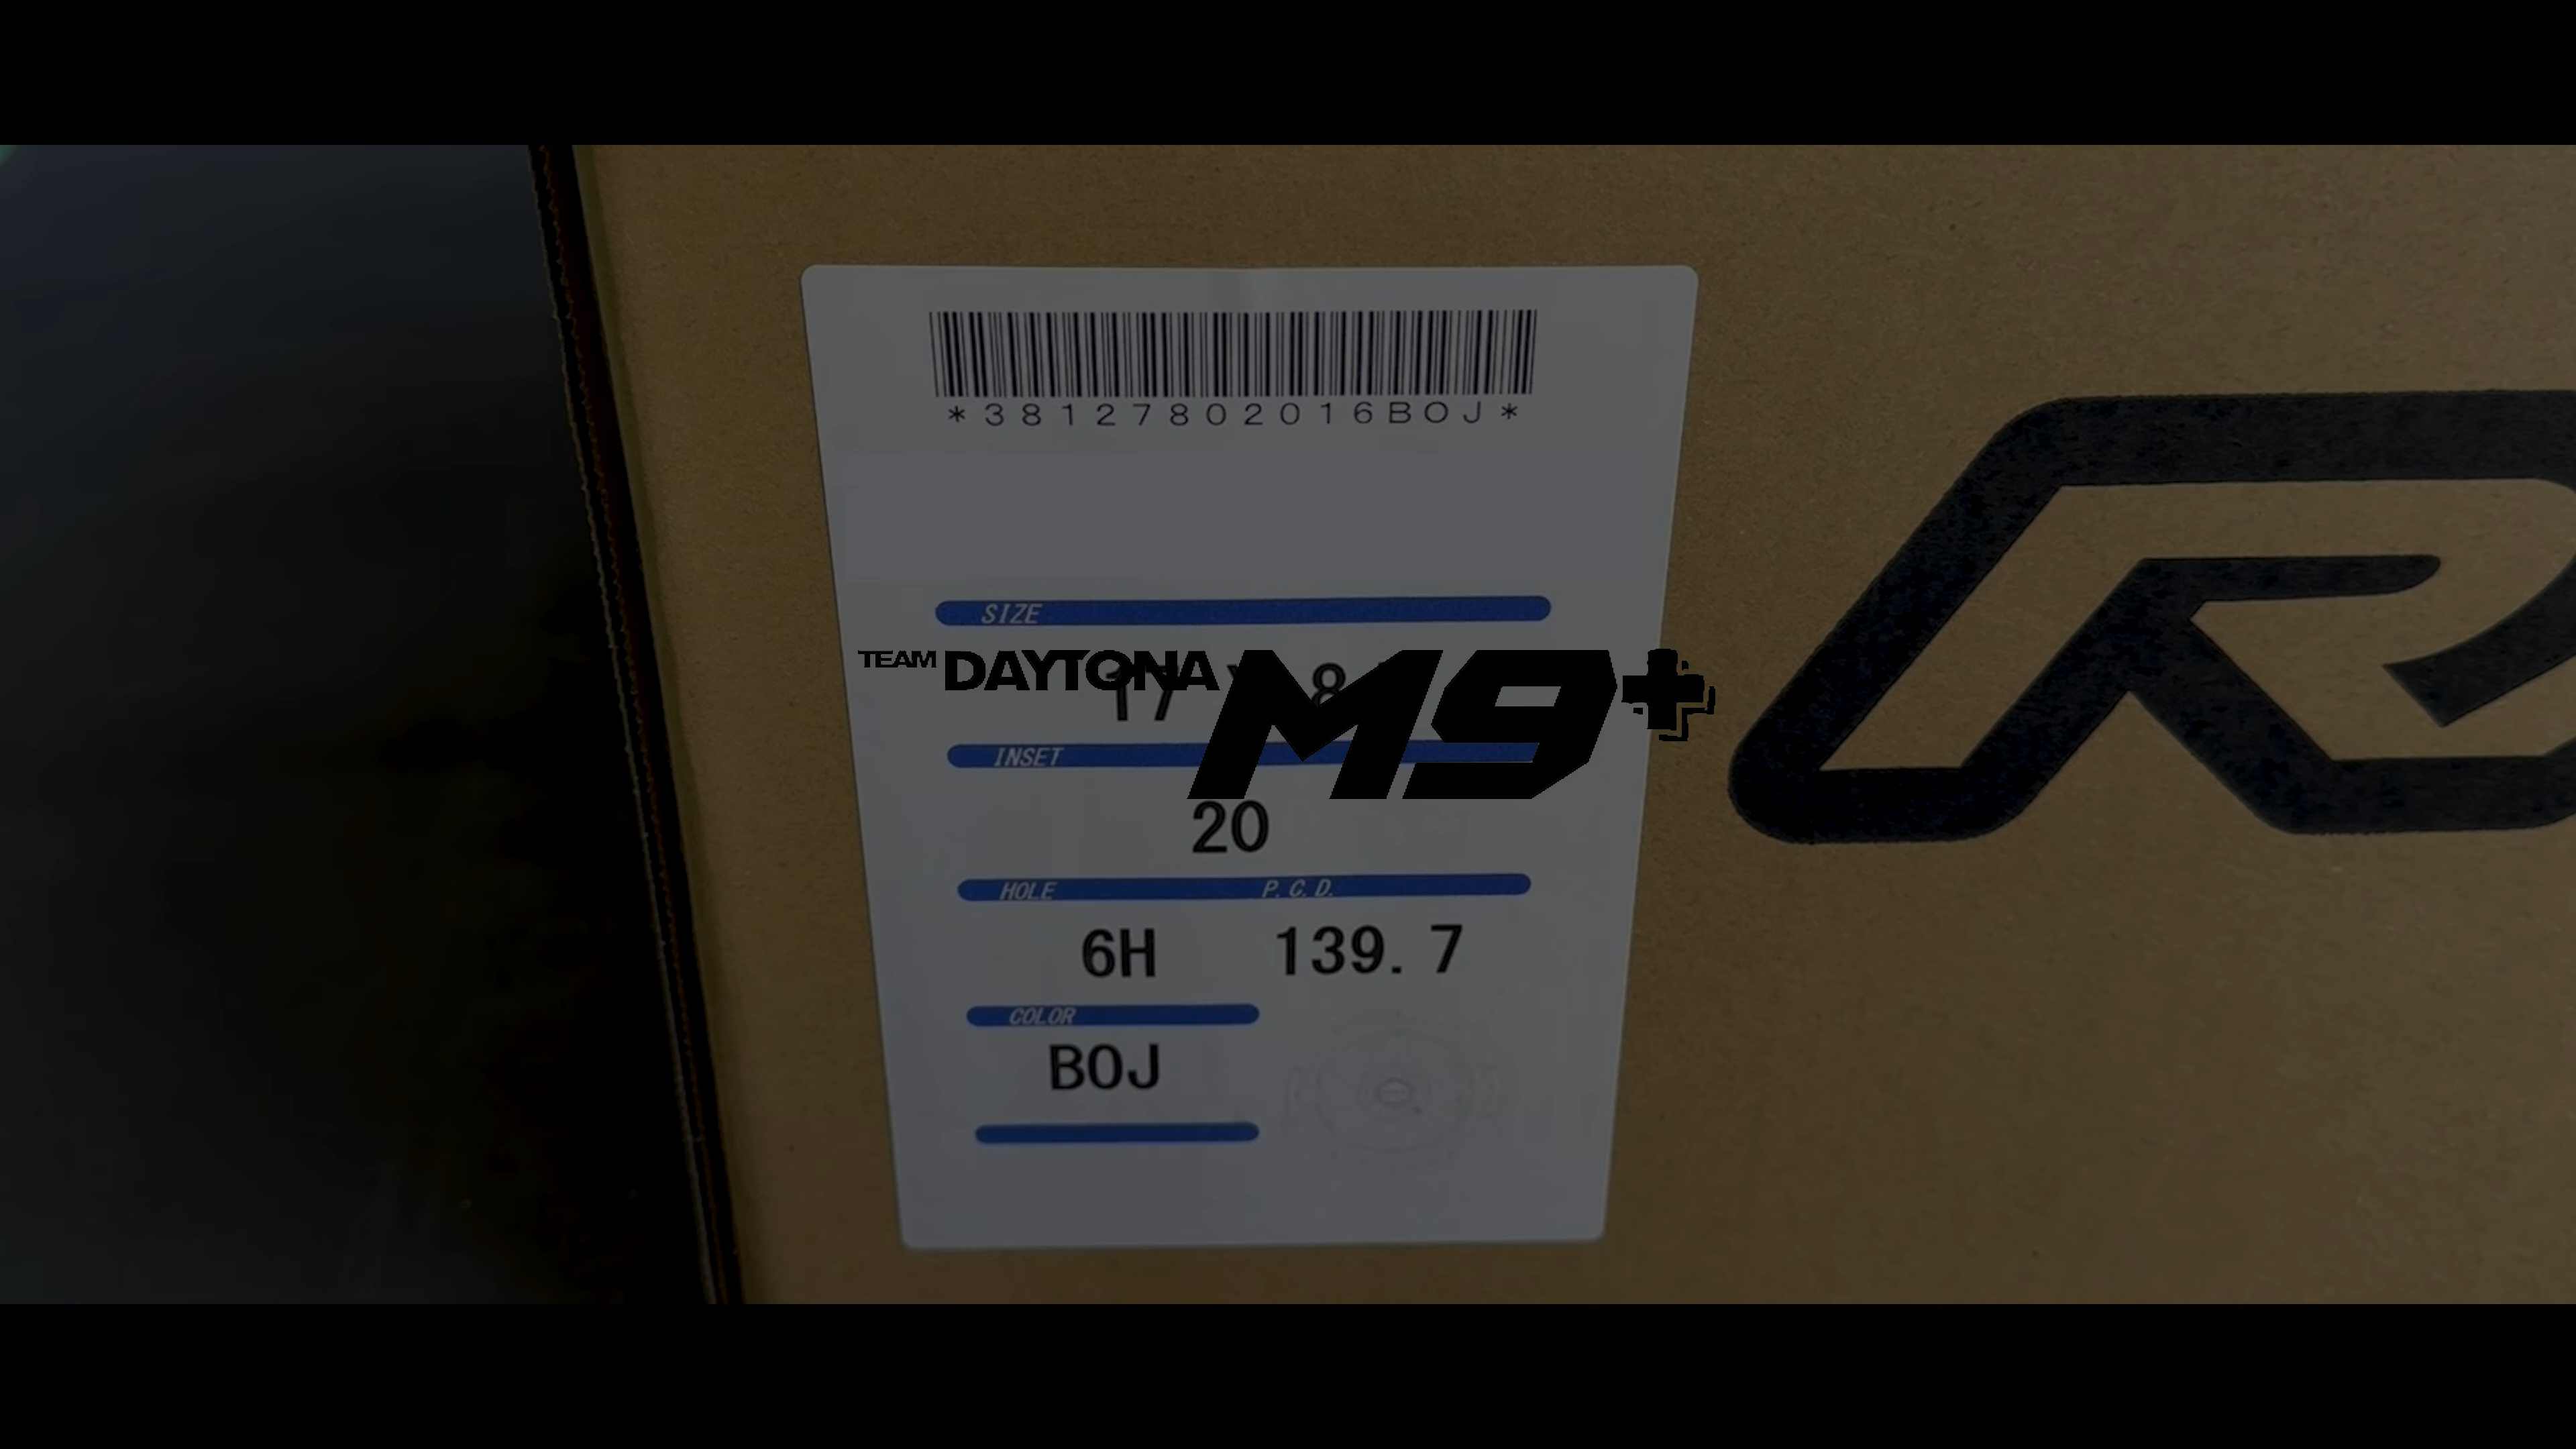 *38127802016BOJ*
SIZE
TEAM DAYTONA M9+
17 8
INSET
20
HOLE P.C.D.
6H 139.7
COLOR
BOJ